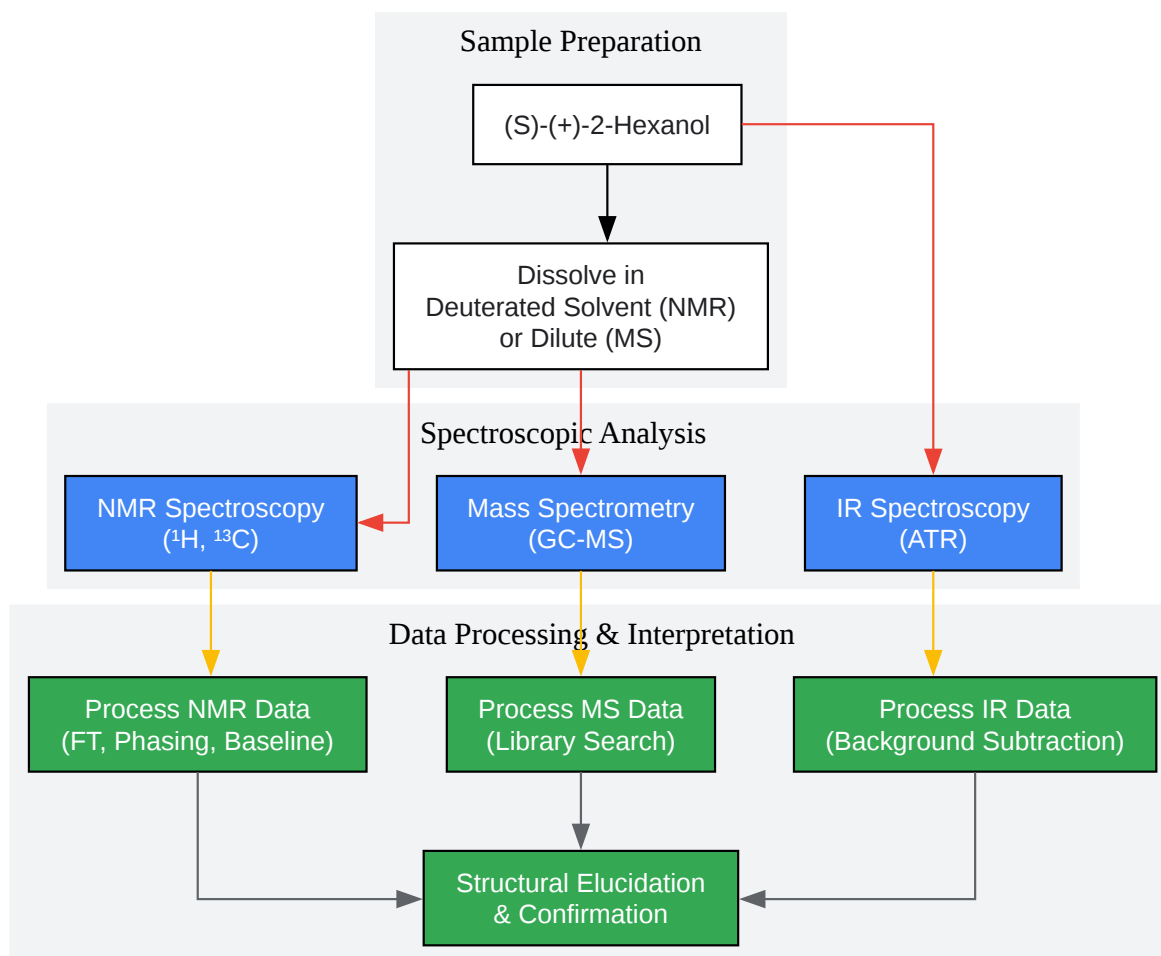 Sample Preparation
(S)-(+)-2-Hexanol
Dissolve in
Deuterated Solvent (NMR)
or Dilute (MS)
Spectroscopic Analysis
NMR Spectroscopy
(¹H, ¹³C)
Mass Spectrometry
(GC-MS)
IR Spectroscopy
(ATR)
Data Processing & Interpretation
Process NMR Data
(FT, Phasing, Baseline)
Process MS Data
(Library Search)
Process IR Data
(Background Subtraction)
Structural Elucidation
& Confirmation